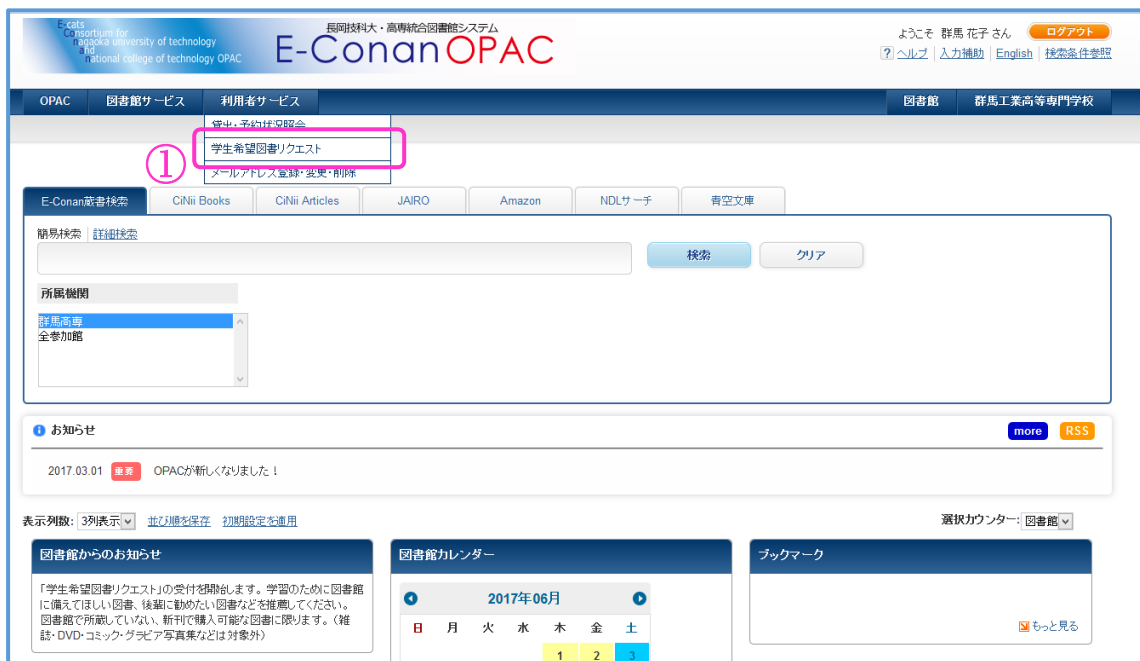 E-cats
Consortium for
nagaoka university of technology
and
national college of technology OPAC
長岡技科大・高専統合図書館システム
E-Conan OPAC
ようこそ 群馬 花子 さん ログアウト
? ヘルプ 入力補助 English 検索条件参照
OPAC 図書館サービス 利用者サービス 図書館 群馬工業高等専門学校
貸出・予約状況照会
① 学生希望図書リクエスト
メールアドレス登録・変更・削除
E-Conan蔵書検索 CiNii Books CiNii Articles JAIRO Amazon NDLサーチ 青空文庫
簡易検索 詳細検索
検索 クリア
所属機関
群馬高専
全参加館
お知らせ more RSS
2017.03.01 重要 OPACが新しくなりました！
表示列数: 3列表示 並び順を保存 初期設定を適用 選択カウンター: 図書館
図書館からのお知らせ
「学生希望図書リクエスト」の受付を開始します。学習のために図書館
に備えてほしい図書、後輩に勧めたい図書などを推薦してください。
図書館で所蔵していない、新刊で購入可能な図書に限ります。（雑
誌・DVD・コミック・グラビア写真集などは対象外）
図書館カレンダー
2017年06月
日 月 火 水 木 金 土
1 2 3
ブックマーク
もっと見る